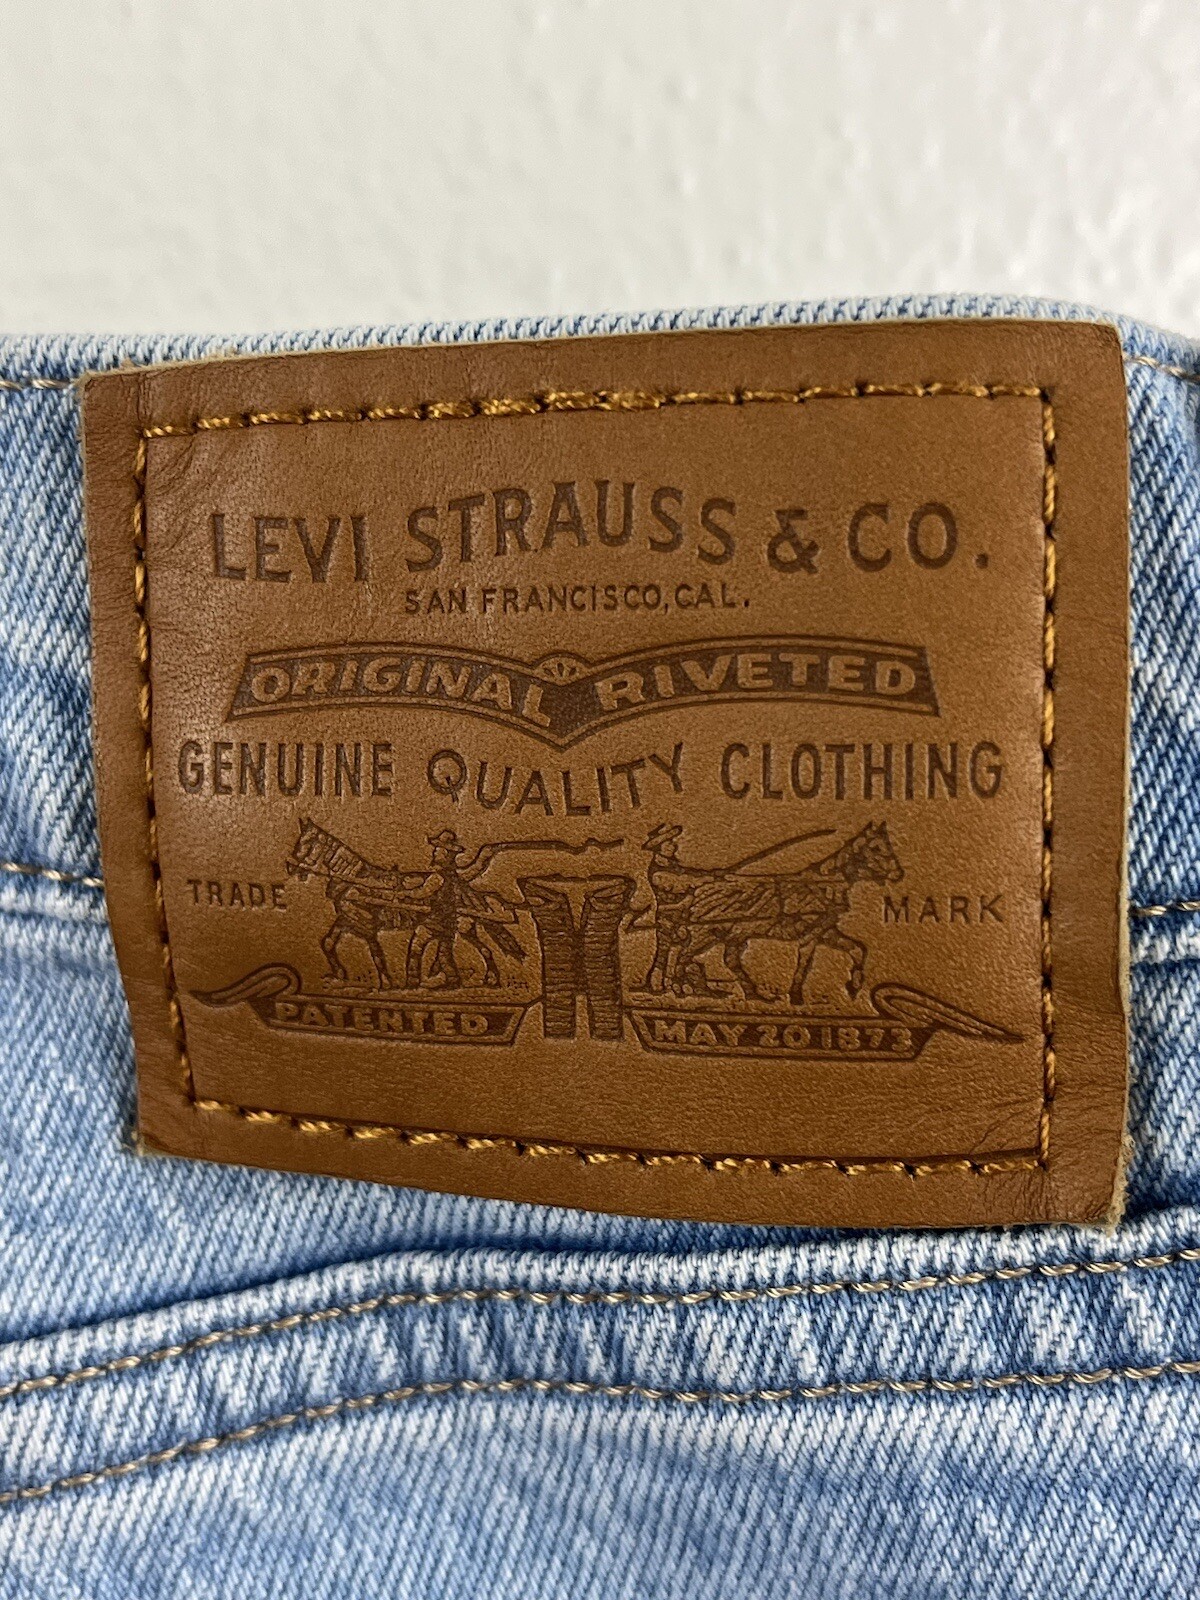 LEVI STRAUSS & CO.
SAN FRANCISCO, CAL.
ORIGINAL RIVETED
GENUINE QUALITY CLOTHING
TRADE MARK
PATENTED MAY 20 1873